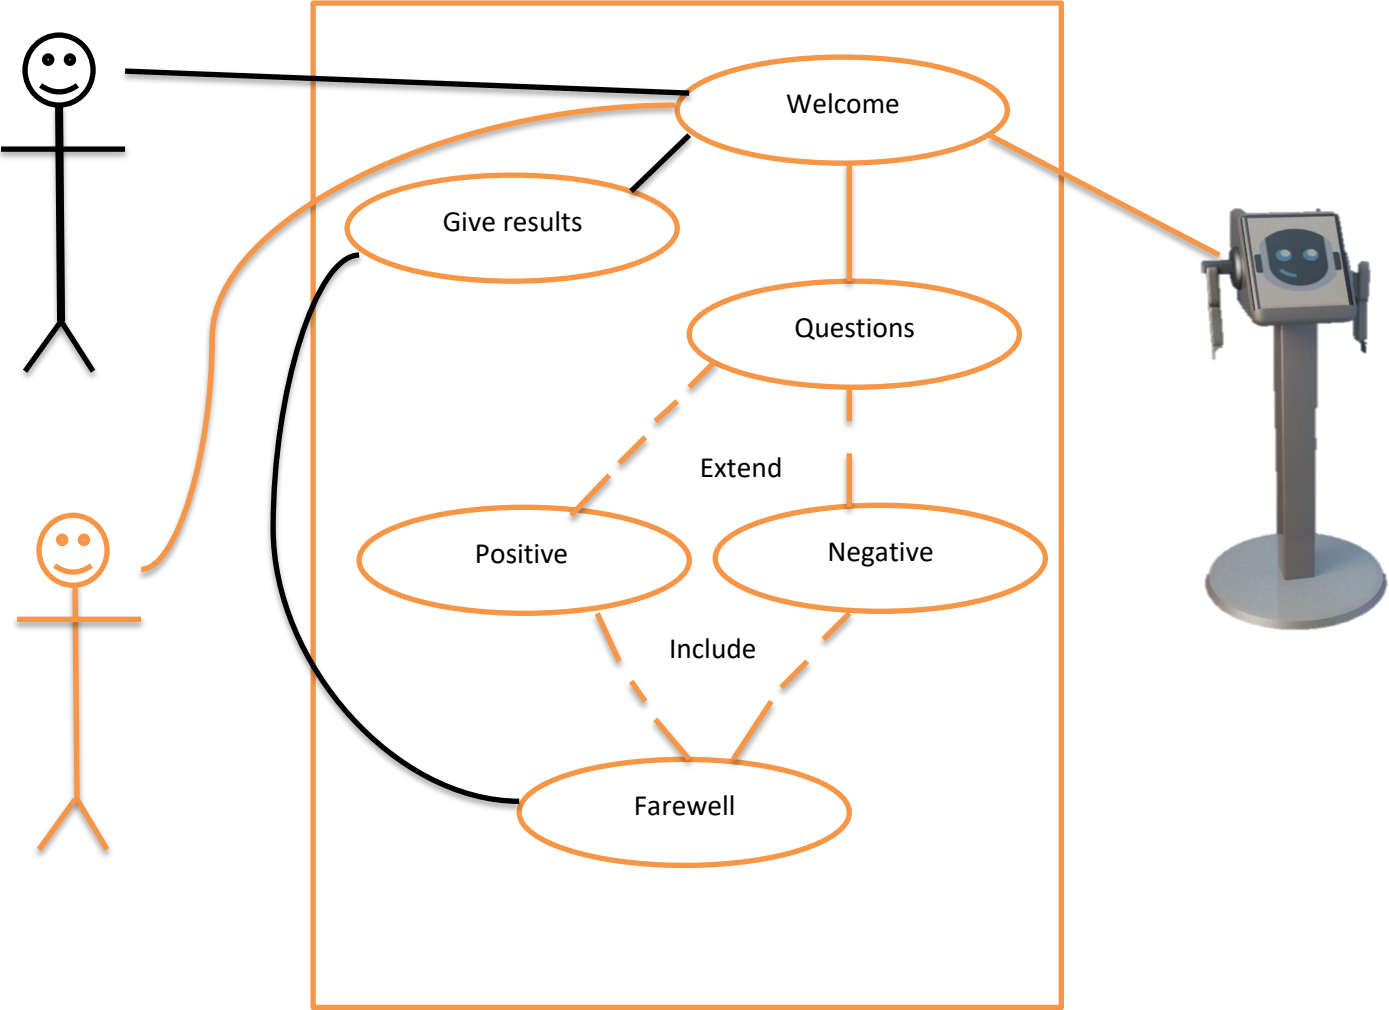 Welcome
Give results
Questions
Extend
Positive
Negative
Include
Farewell